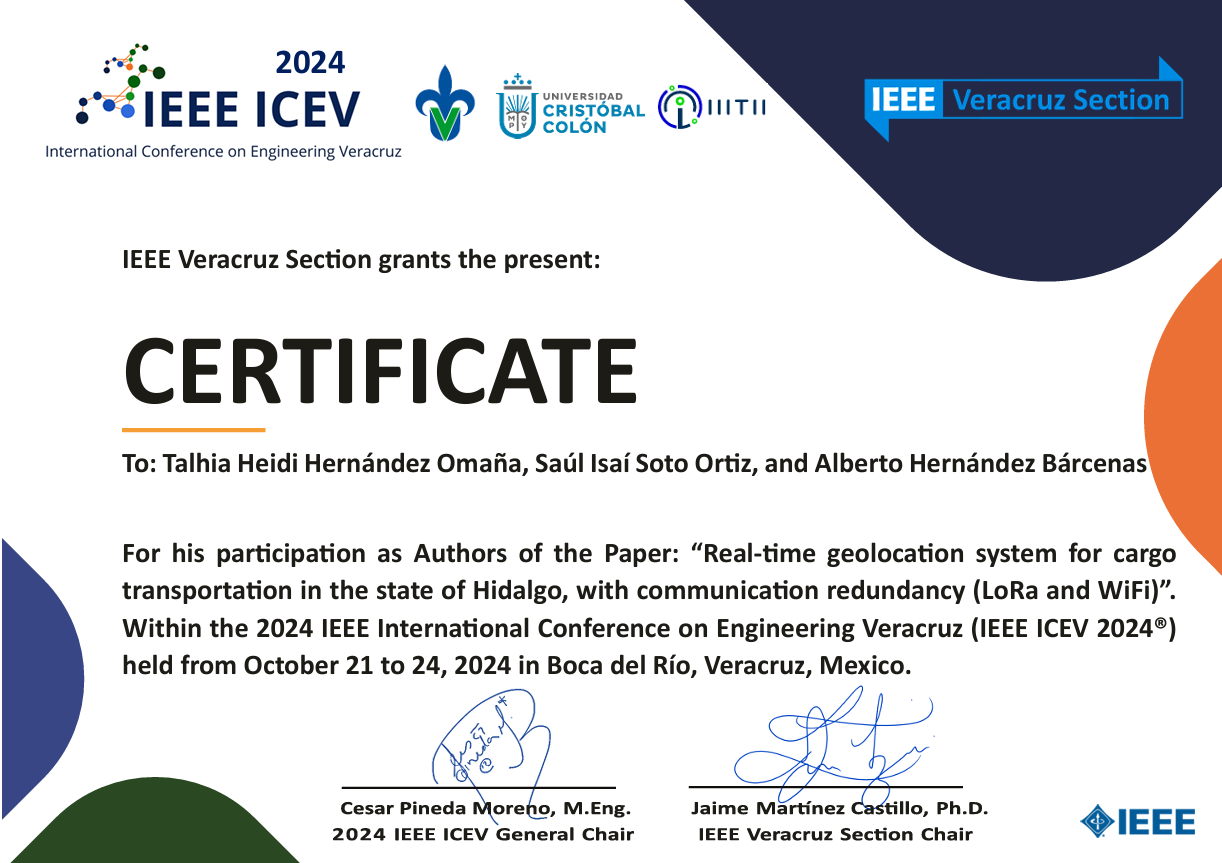 2024
IEEE ICEV
International Conference on Engineering Veracruz
UNIVERSIDAD
CRISTÓBAL
COLÓN
IIITII
IEEE Veracruz Section
IEEE Veracruz Section grants the present:
CERTIFICATE
To: Talhia Heidi Hernández Omaña, Saúl Isaí Soto Ortiz, and Alberto Hernández Bárcenas
For his participation as Authors of the Paper: “Real-time geolocation system for cargo
transportation in the state of Hidalgo, with communication redundancy (LoRa and WiFi)”.
Within the 2024 IEEE International Conference on Engineering Veracruz (IEEE ICEV 2024®)
held from October 21 to 24, 2024 in Boca del Río, Veracruz, Mexico.
Cesar Pineda Moreno, M.Eng.
2024 IEEE ICEV General Chair
Jaime Martínez Castillo, Ph.D.
IEEE Veracruz Section Chair
IEEE